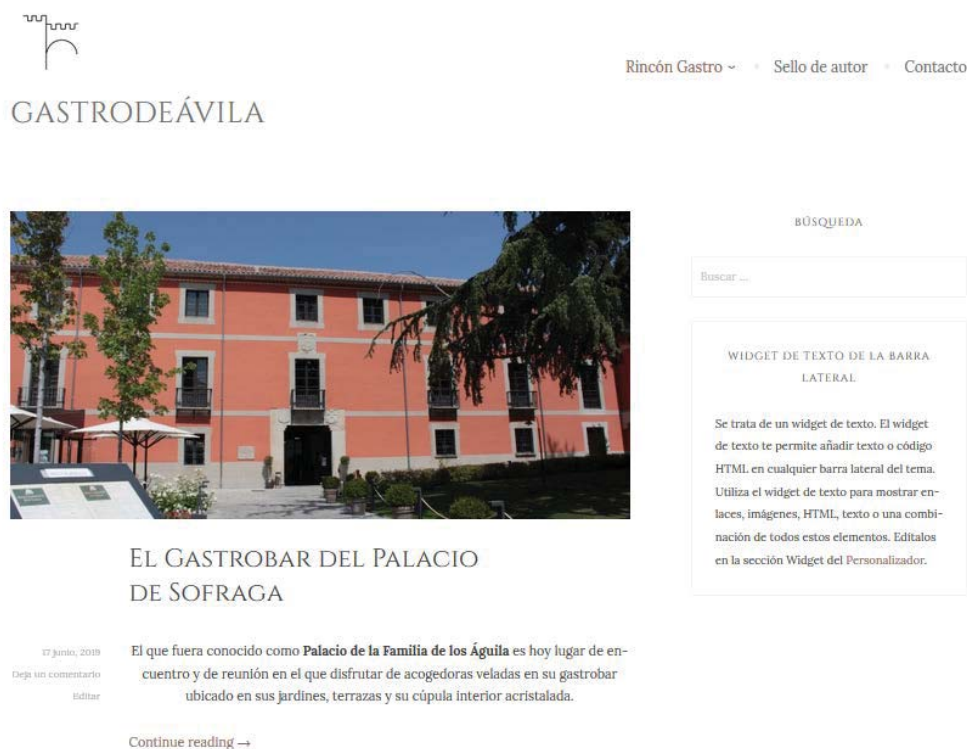 Rincón Gastro
Sello de autor
Contacto
GASTRODEÁVILA
EL GASTROBAR DEL PALACIO
DE SOFRAGA
17 junio, 2019
Deja un comentario
Editar
El que fuera conocido como Palacio de la Familia de los Águila es hoy lugar de en-
cuentro y de reunión en el que disfrutar de acogedoras veladas en su gastrobar
ubicado en sus jardines, terrazas y su cúpula interior acristalada.
Continue reading →
BÚSQUEDA
Buscar ...
WIDGET DE TEXTO DE LA BARRA
LATERAL
Se trata de un widget de texto. El widget
de texto te permite añadir texto o código
HTML en cualquier barra lateral del tema.
Utiliza el widget de texto para mostrar en-
laces, imágenes, HTML, texto o una combi-
nación de todos estos elementos. Edítalos
en la sección Widget del Personalizador.